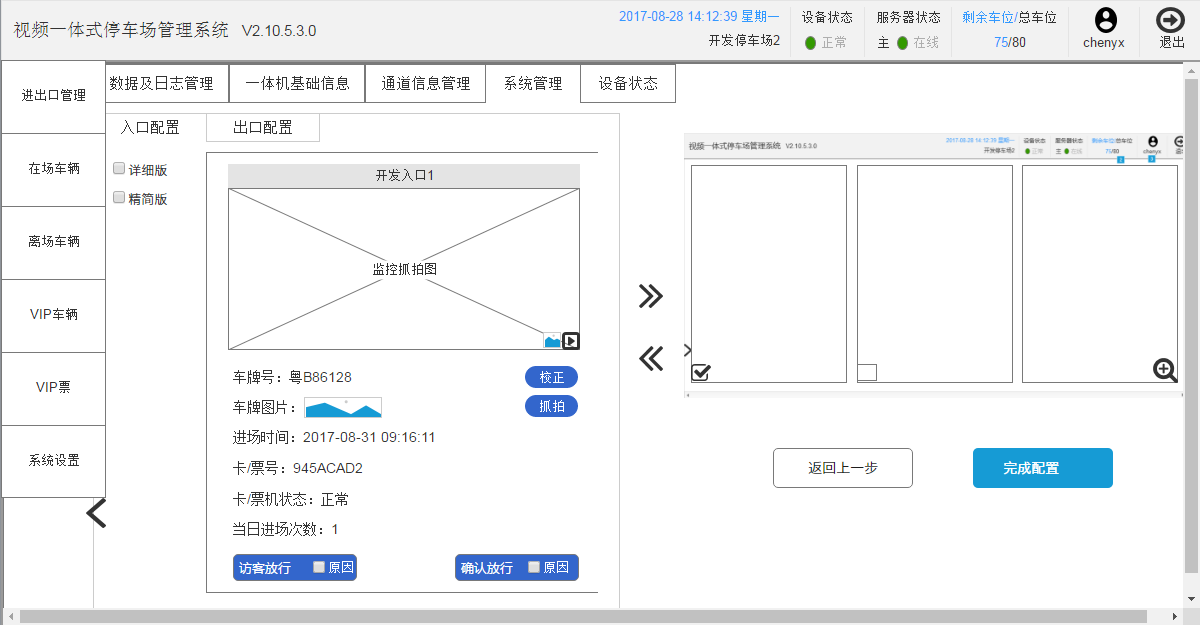 视频一体式停车场管理系统 V2.10.5.3.0
2017-08-28 14:12:39 星期一
开发停车场2
设备状态
正常
服务器状态
主 在线
剩余车位/总车位
75/80
chenyx
退出
进出口管理
在场车辆
离场车辆
VIP车辆
VIP票
系统设置
数据及日志管理
一体机基础信息
通道信息管理
系统管理
设备状态
入口配置
出口配置
详细版
精简版
开发入口1
监控抓拍图
车牌号：粤B86128
校正
车牌图片：
抓拍
进场时间：2017-08-31 09:16:11
卡/票号：945ACAD2
卡/票机状态：正常
当日进场次数：1
访客放行 原因
确认放行 原因
视频一体式停车场管理系统 V2.10.5.3.0
2017-08-28 14:12:39 星期一
开发停车场2
设备状态
正常
服务器状态
主 在线
剩余车位/总车位
75/80
chenyx
返回上一步
完成配置